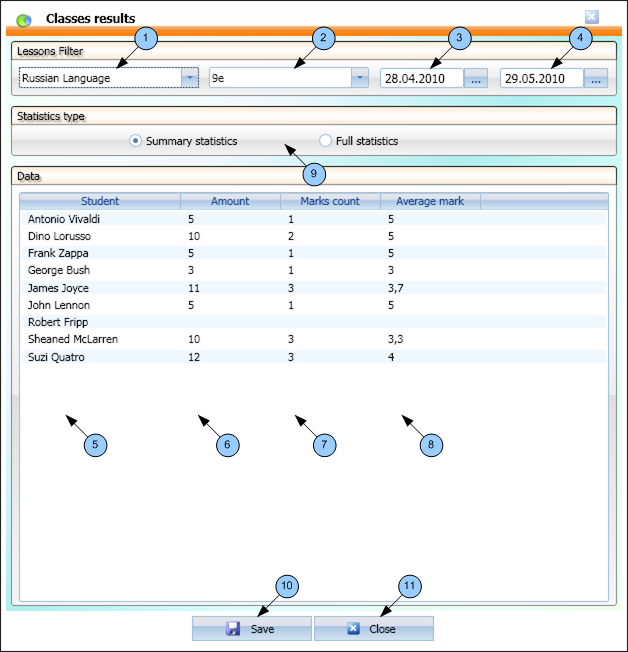 Classes results
1 2 3 4
Lessons Filter
Russian Language 9e 28.04.2010 ... 29.05.2010 ...
Statistics type
Summary statistics Full statistics
9
Data
Student Amount Marks count Average mark
Antonio Vivaldi 5 1 5
Dino Lorusso 10 2 5
Frank Zappa 5 1 5
George Bush 3 1 3
James Joyce 11 3 3,7
John Lennon 5 1 5
Robert Fripp
Sheaned McLarren 10 3 3,3
Suzi Quatro 12 3 4
5 6 7 8
10 11
Save Close